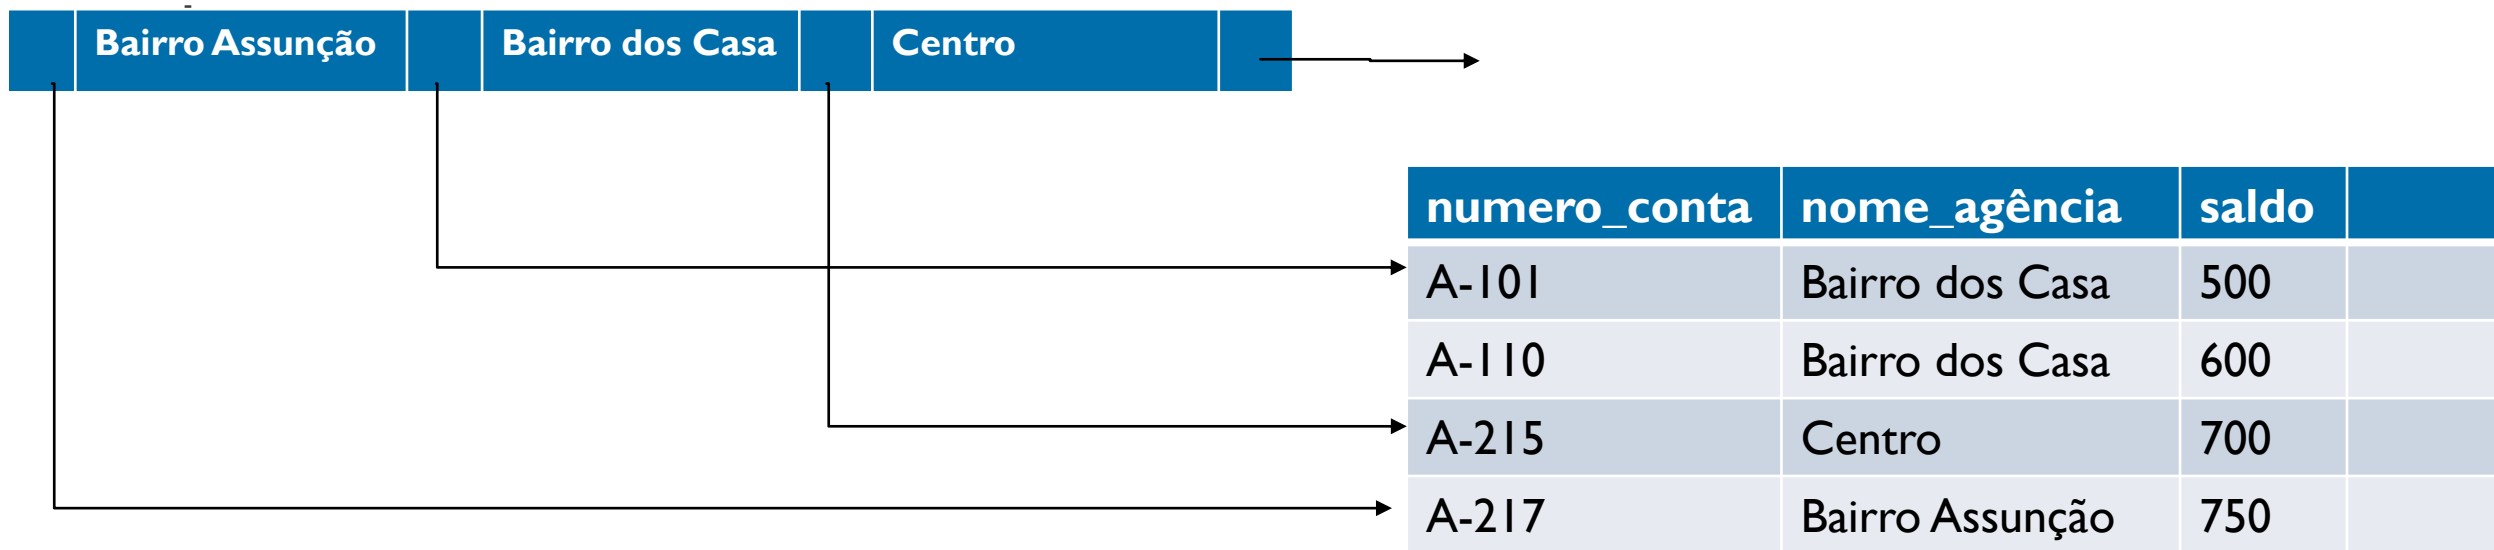 Bairro Assunção Bairro dos Casa Centro
numero_conta nome_agência saldo
A-101 Bairro dos Casa 500
A-110 Bairro dos Casa 600
A-215 Centro 700
A-217 Bairro Assunção 750